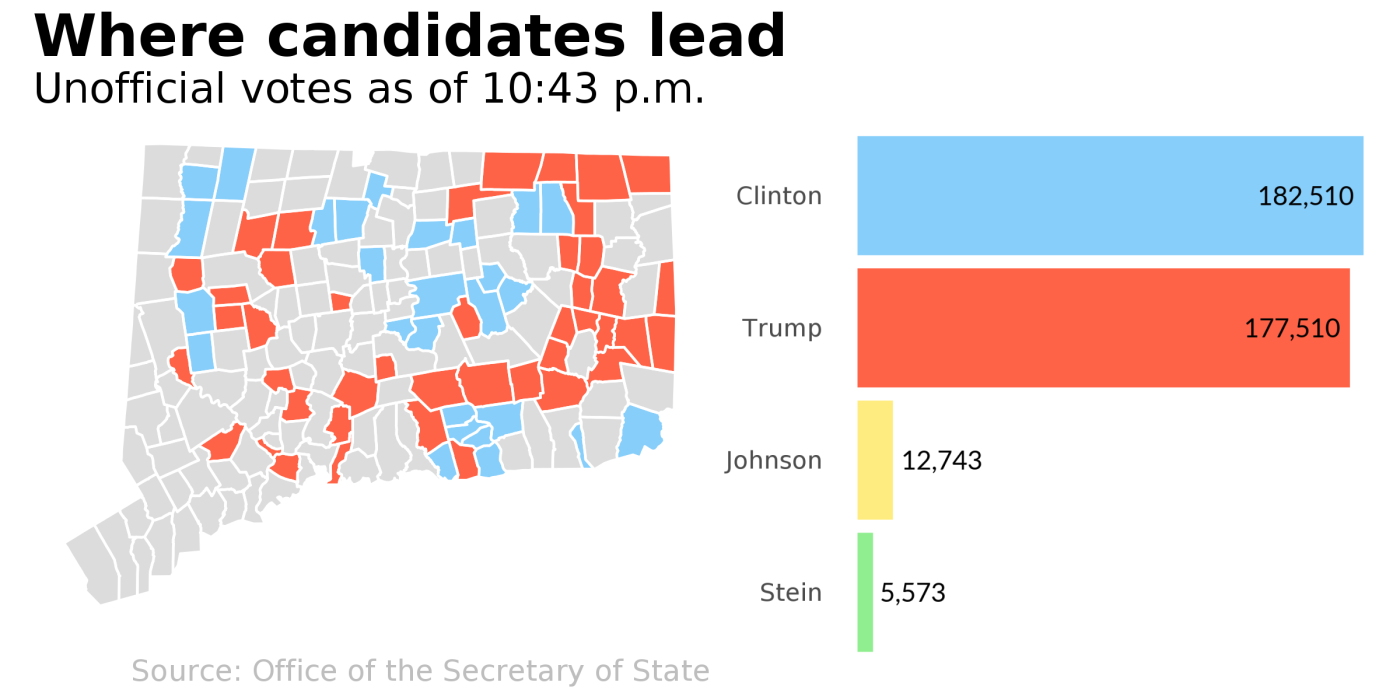 Where candidates lead
Unofficial votes as of 10:43 p.m.
Clinton 182,510
Trump 177,510
Johnson 12,743
Stein 5,573
Source: Office of the Secretary of State